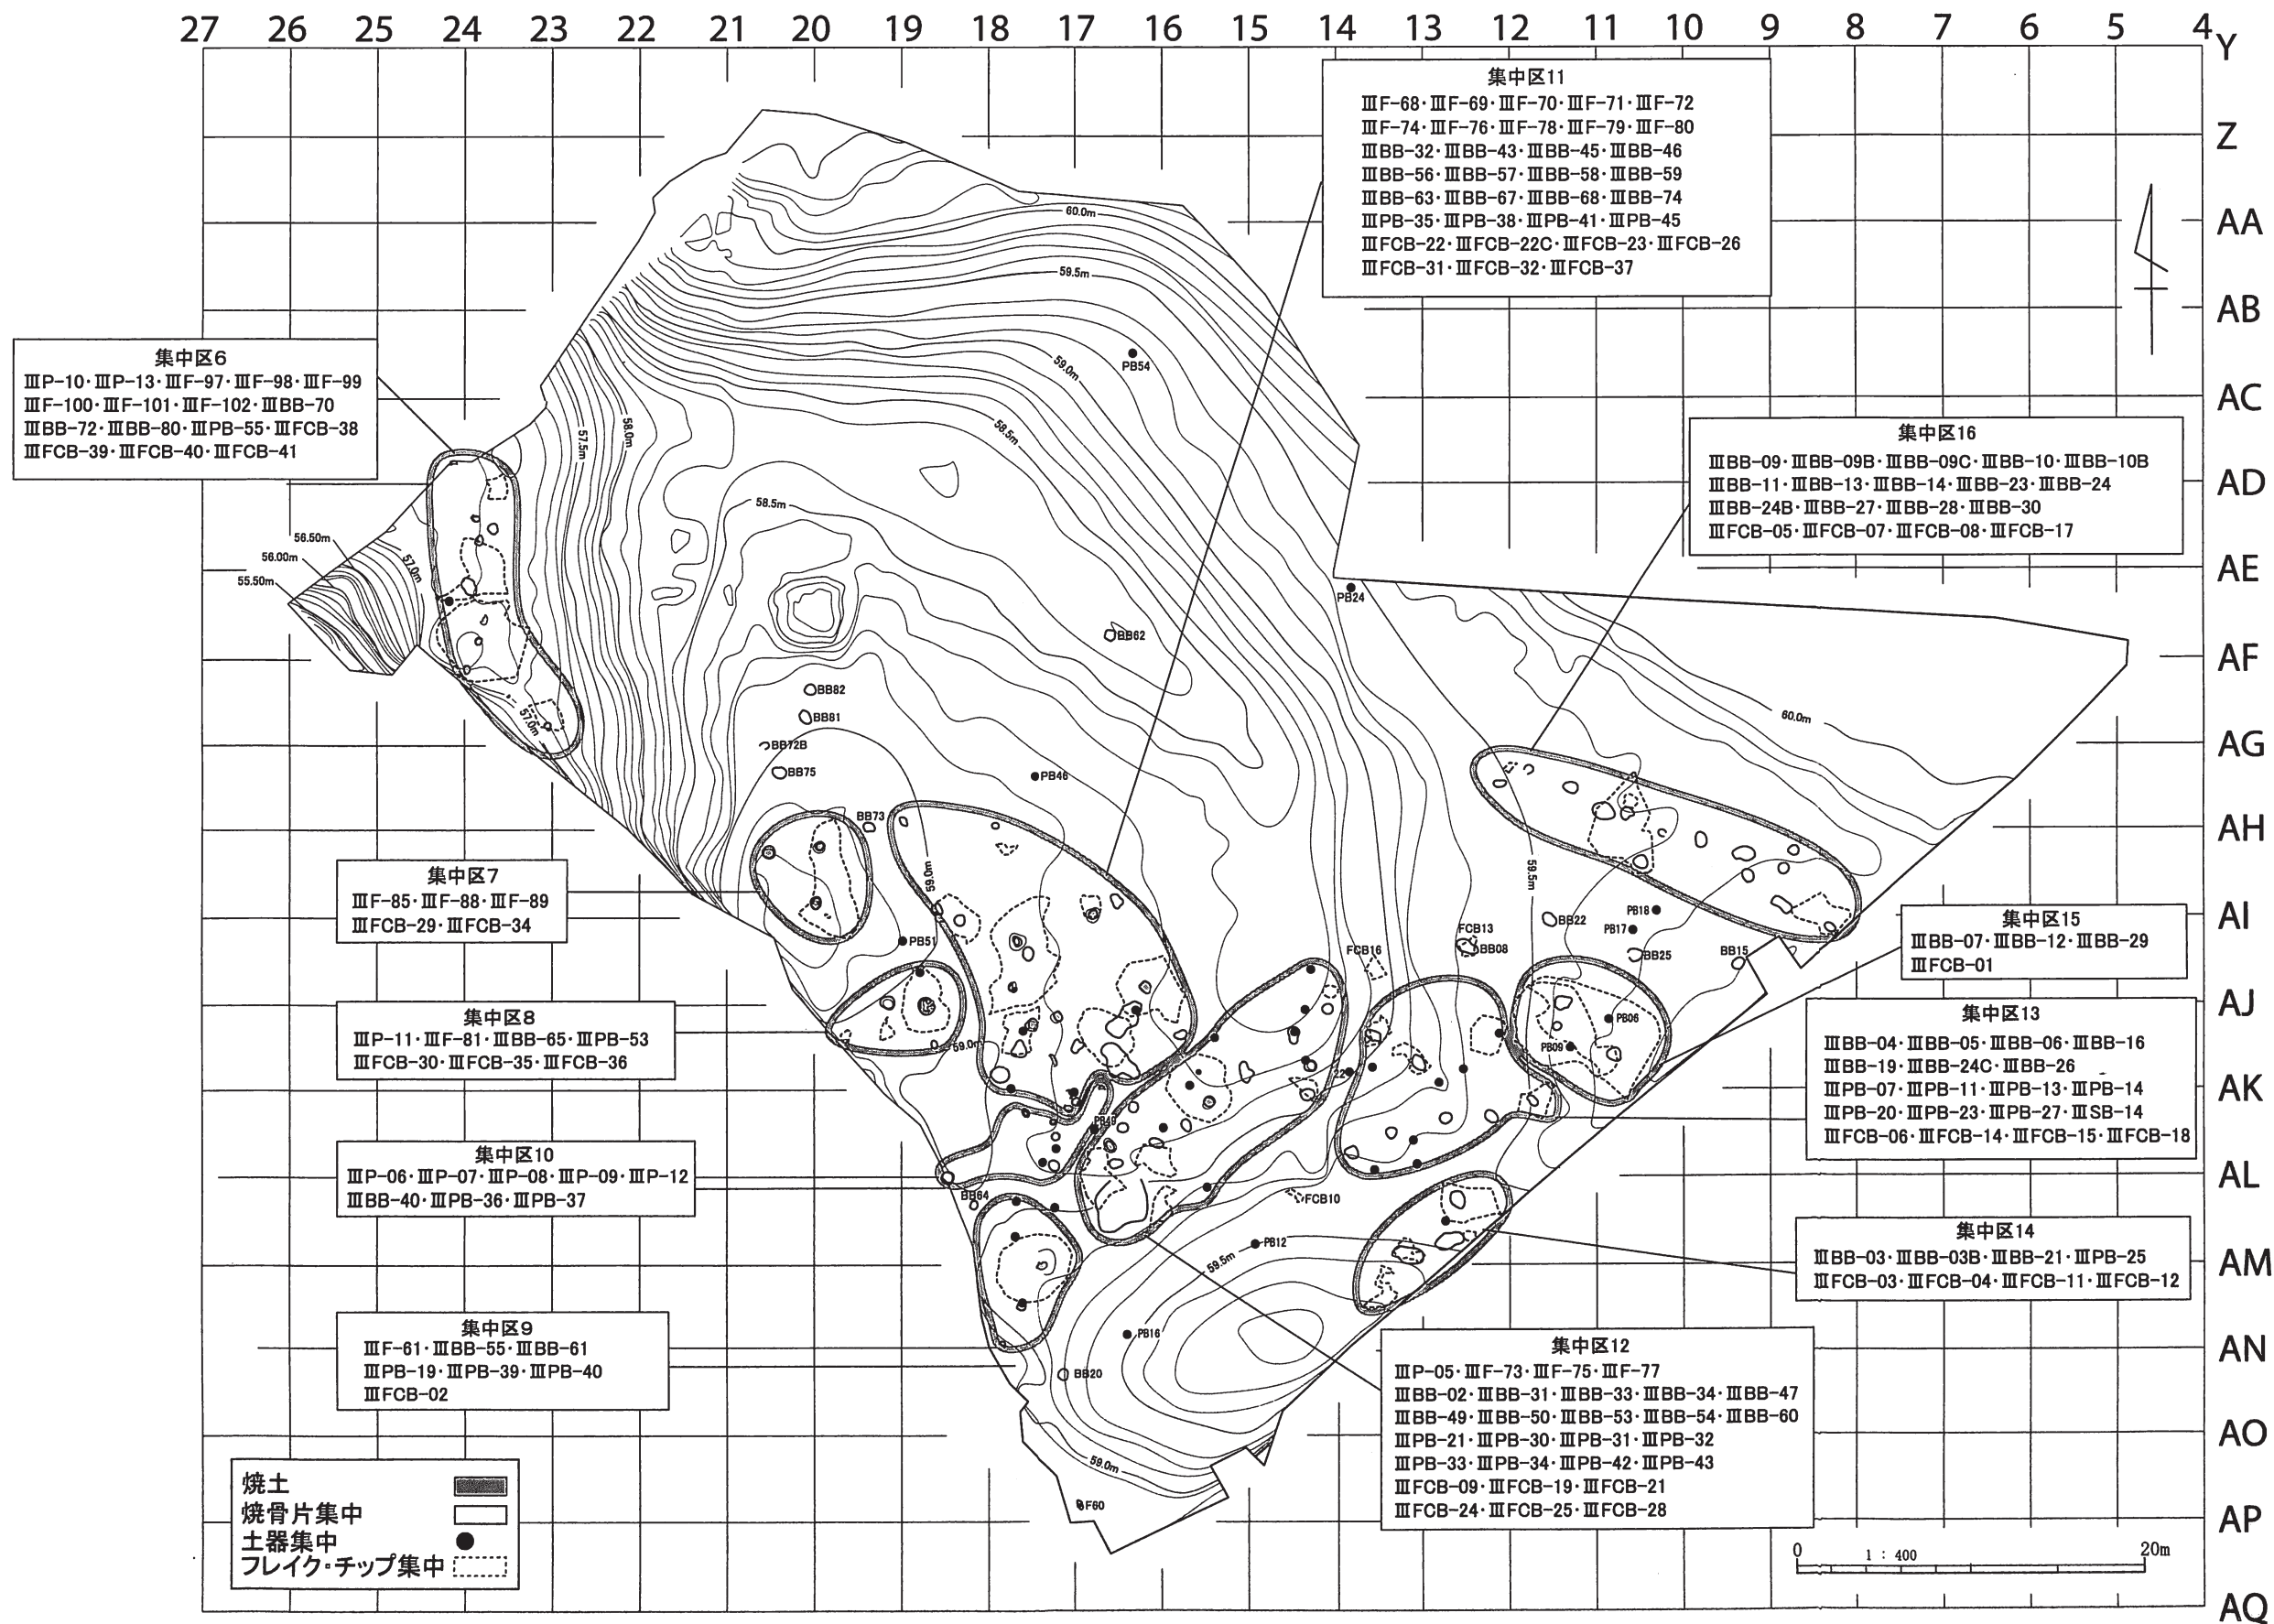 27 26 25 24 23 22 21 20 19 18 17 16 15 14 13 12 11 10 9 8 7 6 5 4
Y
Z
AA
AB
AC
AD
AE
AF
AG
AH
AI
AJ
AK
AL
AM
AN
AO
AP
AQ
集中区11
ⅢF-68・ⅢF-69・ⅢF-70・ⅢF-71・ⅢF-72
ⅢF-74・ⅢF-76・ⅢF-78・ⅢF-79・ⅢF-80
ⅢBB-32・ⅢBB-43・ⅢBB-45・ⅢBB-46
ⅢBB-56・ⅢBB-57・ⅢBB-58・ⅢBB-59
ⅢBB-63・ⅢBB-67・ⅢBB-68・ⅢBB-74
ⅢPB-35・ⅢPB-38・ⅢPB-41・ⅢPB-45
ⅢFCB-22・ⅢFCB-22C・ⅢFCB-23・ⅢFCB-26
ⅢFCB-31・ⅢFCB-32・ⅢFCB-37
集中区6
ⅢP-10・ⅢP-13・ⅢF-97・ⅢF-98・ⅢF-99
ⅢF-100・ⅢF-101・ⅢF-102・ⅢBB-70
ⅢBB-72・ⅢBB-80・ⅢPB-55・ⅢFCB-38
ⅢFCB-39・ⅢFCB-40・ⅢFCB-41
集中区16
ⅢBB-09・ⅢBB-09B・ⅢBB-09C・ⅢBB-10・ⅢBB-10B
ⅢBB-11・ⅢBB-13・ⅢBB-14・ⅢBB-23・ⅢBB-24
ⅢBB-24B・ⅢBB-27・ⅢBB-28・ⅢBB-30
ⅢFCB-05・ⅢFCB-07・ⅢFCB-08・ⅢFCB-17
集中区7
ⅢF-85・ⅢF-88・ⅢF-89
ⅢFCB-29・ⅢFCB-34
集中区15
ⅢBB-07・ⅢBB-12・ⅢBB-29
ⅢFCB-01
集中区8
ⅢP-11・ⅢF-81・ⅢBB-65・ⅢPB-53
ⅢFCB-30・ⅢFCB-35・ⅢFCB-36
集中区13
ⅢBB-04・ⅢBB-05・ⅢBB-06・ⅢBB-16
ⅢBB-19・ⅢBB-24C・ⅢBB-26
ⅢPB-07・ⅢPB-11・ⅢPB-13・ⅢPB-14
ⅢPB-20・ⅢPB-23・ⅢPB-27・ⅢSB-14
ⅢFCB-06・ⅢFCB-14・ⅢFCB-15・ⅢFCB-18
集中区10
ⅢP-06・ⅢP-07・ⅢP-08・ⅢP-09・ⅢP-12
ⅢBB-40・ⅢPB-36・ⅢPB-37
集中区14
ⅢBB-03・ⅢBB-03B・ⅢBB-21・ⅢPB-25
ⅢFCB-03・ⅢFCB-04・ⅢFCB-11・ⅢFCB-12
集中区9
ⅢF-61・ⅢBB-55・ⅢBB-61
ⅢPB-19・ⅢPB-39・ⅢPB-40
ⅢFCB-02
集中区12
ⅢP-05・ⅢF-73・ⅢF-75・ⅢF-77
ⅢBB-02・ⅢBB-31・ⅢBB-33・ⅢBB-34・ⅢBB-47
ⅢBB-49・ⅢBB-50・ⅢBB-53・ⅢBB-54・ⅢBB-60
ⅢPB-21・ⅢPB-30・ⅢPB-31・ⅢPB-32
ⅢPB-33・ⅢPB-34・ⅢPB-42・ⅢPB-43
ⅢFCB-09・ⅢFCB-19・ⅢFCB-21
ⅢFCB-24・ⅢFCB-25・ⅢFCB-28
60.0m
59.5m
59.0m
58.5m
58.0m
57.5m
58.5m
57.0m
56.50m
56.00m
55.50m
57.0m
60.0m
59.0m
59.5m
59.0m
59.5m
59.0m
PB54
PB24
BB62
BB82
BB81
BB72B
BB75
PB46
BB73
PB51
FCB16
FCB13
BB08
BB22
PB18
PB17
BB25
BB15
PB06
PB09
22
PB49
BB64
FCB10
PB12
PB16
BB20
F60
焼土
焼骨片集中
土器集中
フレイク・チップ集中
0 1 : 400 20m